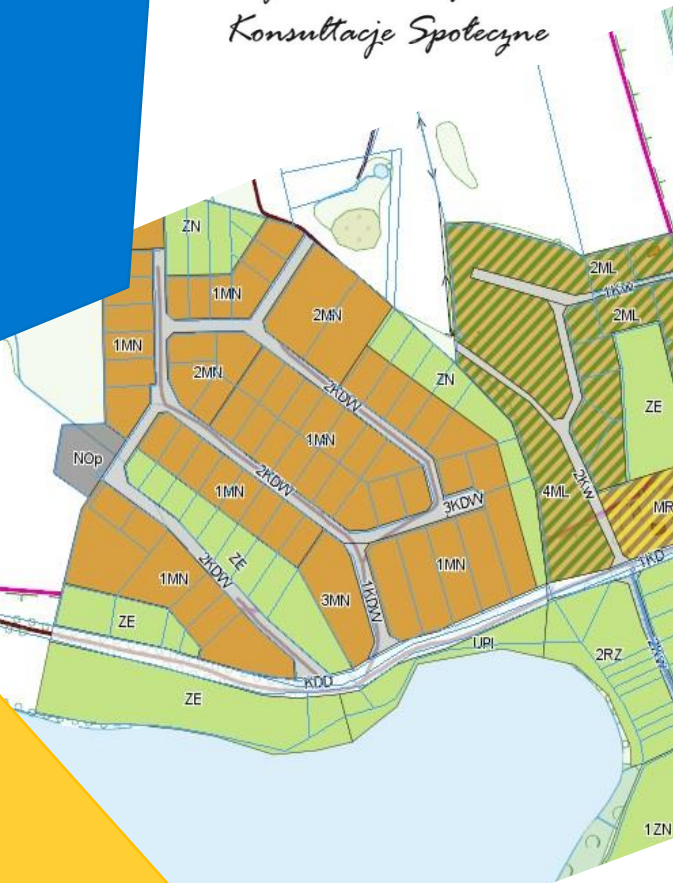 Konsultacje Społeczne
ZN
2ML
1KW
1MN
2MN
2ML
1MN
2MN
ZN
2KDW
ZE
1MN
NOp
2KDW
1MN
2KW
4ML
3KDW
MR
2KDW
ZE
1KD
1MN
1MN
3MN
1KDW
ZE
UPl
2RZ
2KW
KDD
ZE
1ZN